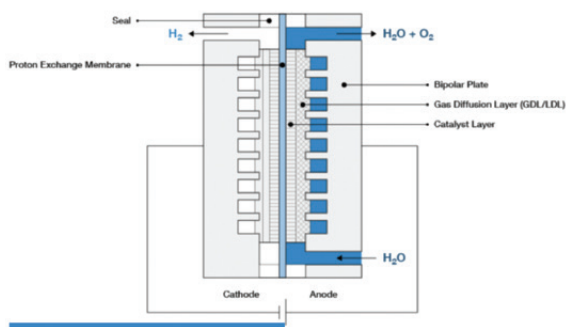 Seal
H₂
H₂O + O₂
Proton Exchange Membrane
Bipolar Plate
Gas Diffusion Layer (GDL/LDL)
Catalyst Layer
H₂O
Cathode
Anode